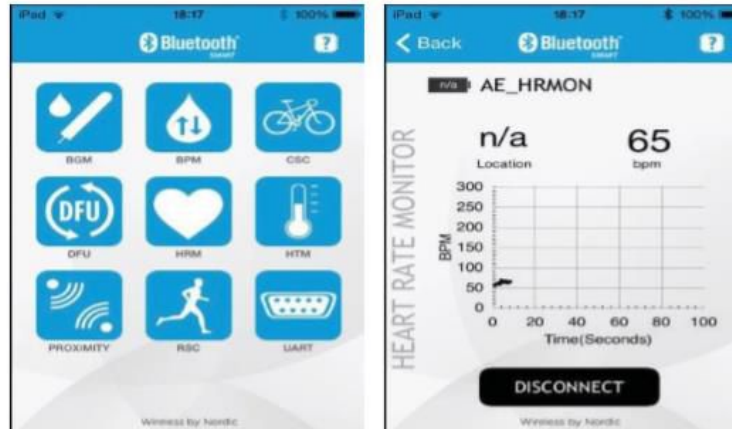 iPad 18:17 100%
Bluetooth
SMART
?
BGM BPM CSC
DFU
DFU HRM HTM
PROXIMITY RSC UART
Wireless by Nordic
iPad 18:17 100%
Back Bluetooth
SMART
?
n/a AE_HRMON
HEART RATE MONITOR
n/a 65
Location bpm
BPM
300
250
200
150
100
50
0
0 20 40 60 80 100
Time(Seconds)
DISCONNECT
Wireless by Nordic